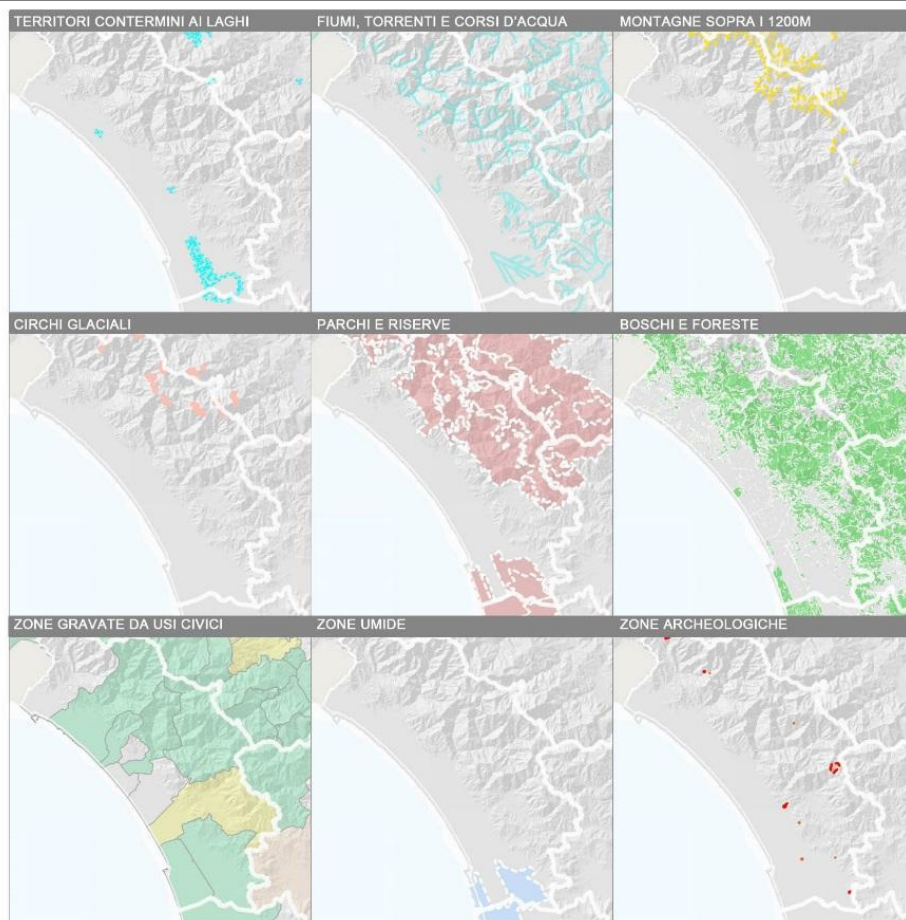 TERRITORI CONTERMINI AI LAGHI
FIUMI, TORRENTI E CORSI D'ACQUA
MONTAGNE SOPRA I 1200M
CIRCHI GLACIALI
PARCHI E RISERVE
BOSCHI E FORESTE
ZONE GRAVATE DA USI CIVICI
ZONE UMIDE
ZONE ARCHEOLOGICHE